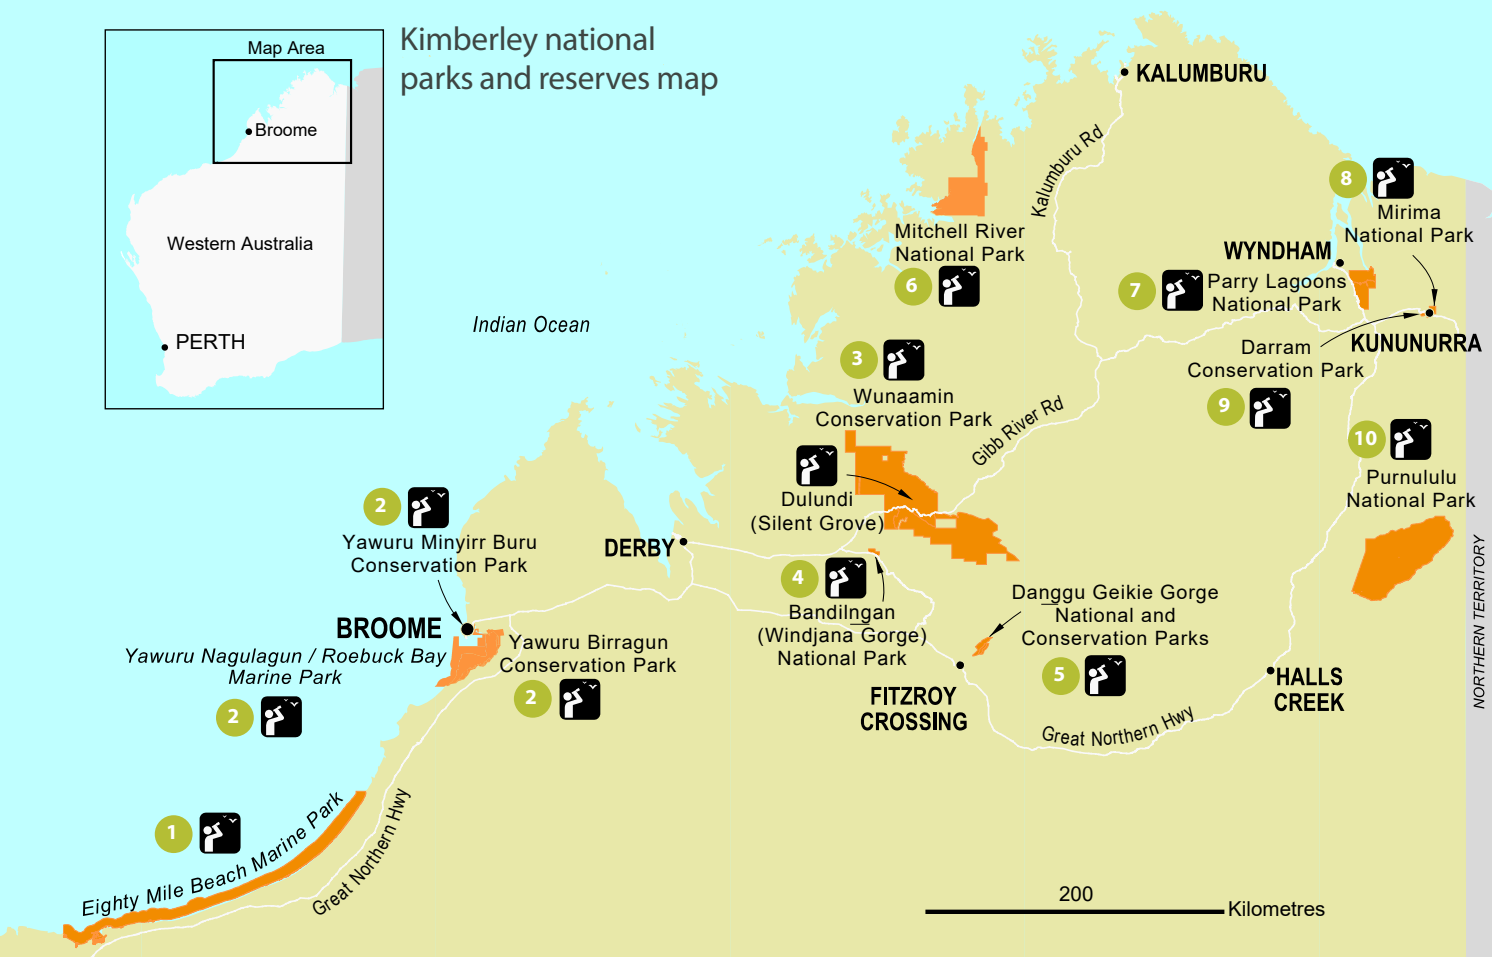 Kimberley national
parks and reserves map
Map Area
Broome
Western Australia
PERTH
Indian Ocean
KALUMBURU
Kalumburu Rd
8
Mirima
National Park
Mitchell River
National Park
6
WYNDHAM
7
Parry Lagoons
National Park
KUNUNURRA
Darram
Conservation Park
9
3
Wunaamin
Conservation Park
Gibb River Rd
10
Purnululu
National Park
Dulundi
(Silent Grove)
2
Yawuru Minyirr Buru
Conservation Park
DERBY
4
Bandilngan
(Windjana Gorge)
National Park
Danggu Geikie Gorge
National and
Conservation Parks
5
NORTHERN TERRITORY
BROOME
Yawuru Nagulagun / Roebuck Bay
Marine Park
2
Yawuru Birragun
Conservation Park
2
FITZROY
CROSSING
HALLS
CREEK
Great Northern Hwy
1
Eighty Mile Beach Marine Park
Great Northern Hwy
200
Kilometres